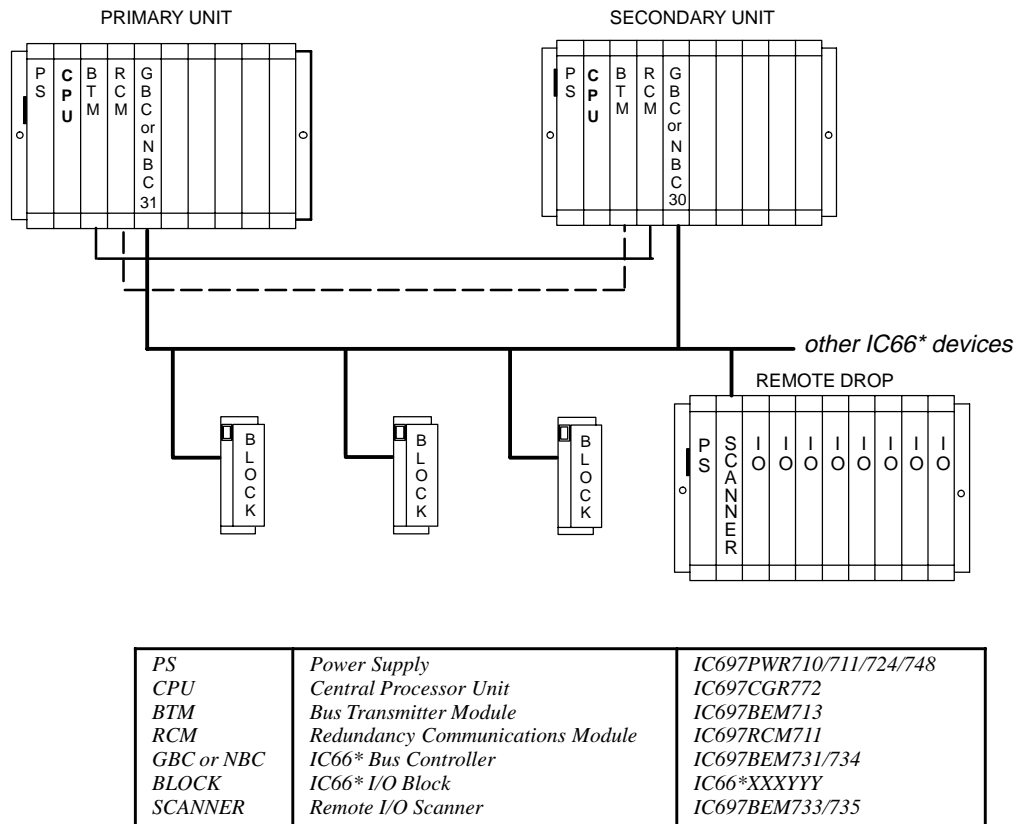 PRIMARY UNIT
SECONDARY UNIT
PS
CPU
BTM
RCM
GBC or NBC 31
PS
CPU
BTM
RCM
GBC or NBC 30
other IC66* devices
REMOTE DROP
BLOCK
BLOCK
BLOCK
PS
SCANNER
IO
IO
IO
IO
IO
IO
IO
IO
PS Power Supply IC697PWR710/711/724/748
CPU Central Processor Unit IC697CGR772
BTM Bus Transmitter Module IC697BEM713
RCM Redundancy Communications Module IC697RCM711
GBC or NBC IC66* Bus Controller IC697BEM731/734
BLOCK IC66* I/O Block IC66*XXXYYY
SCANNER Remote I/O Scanner IC697BEM733/735